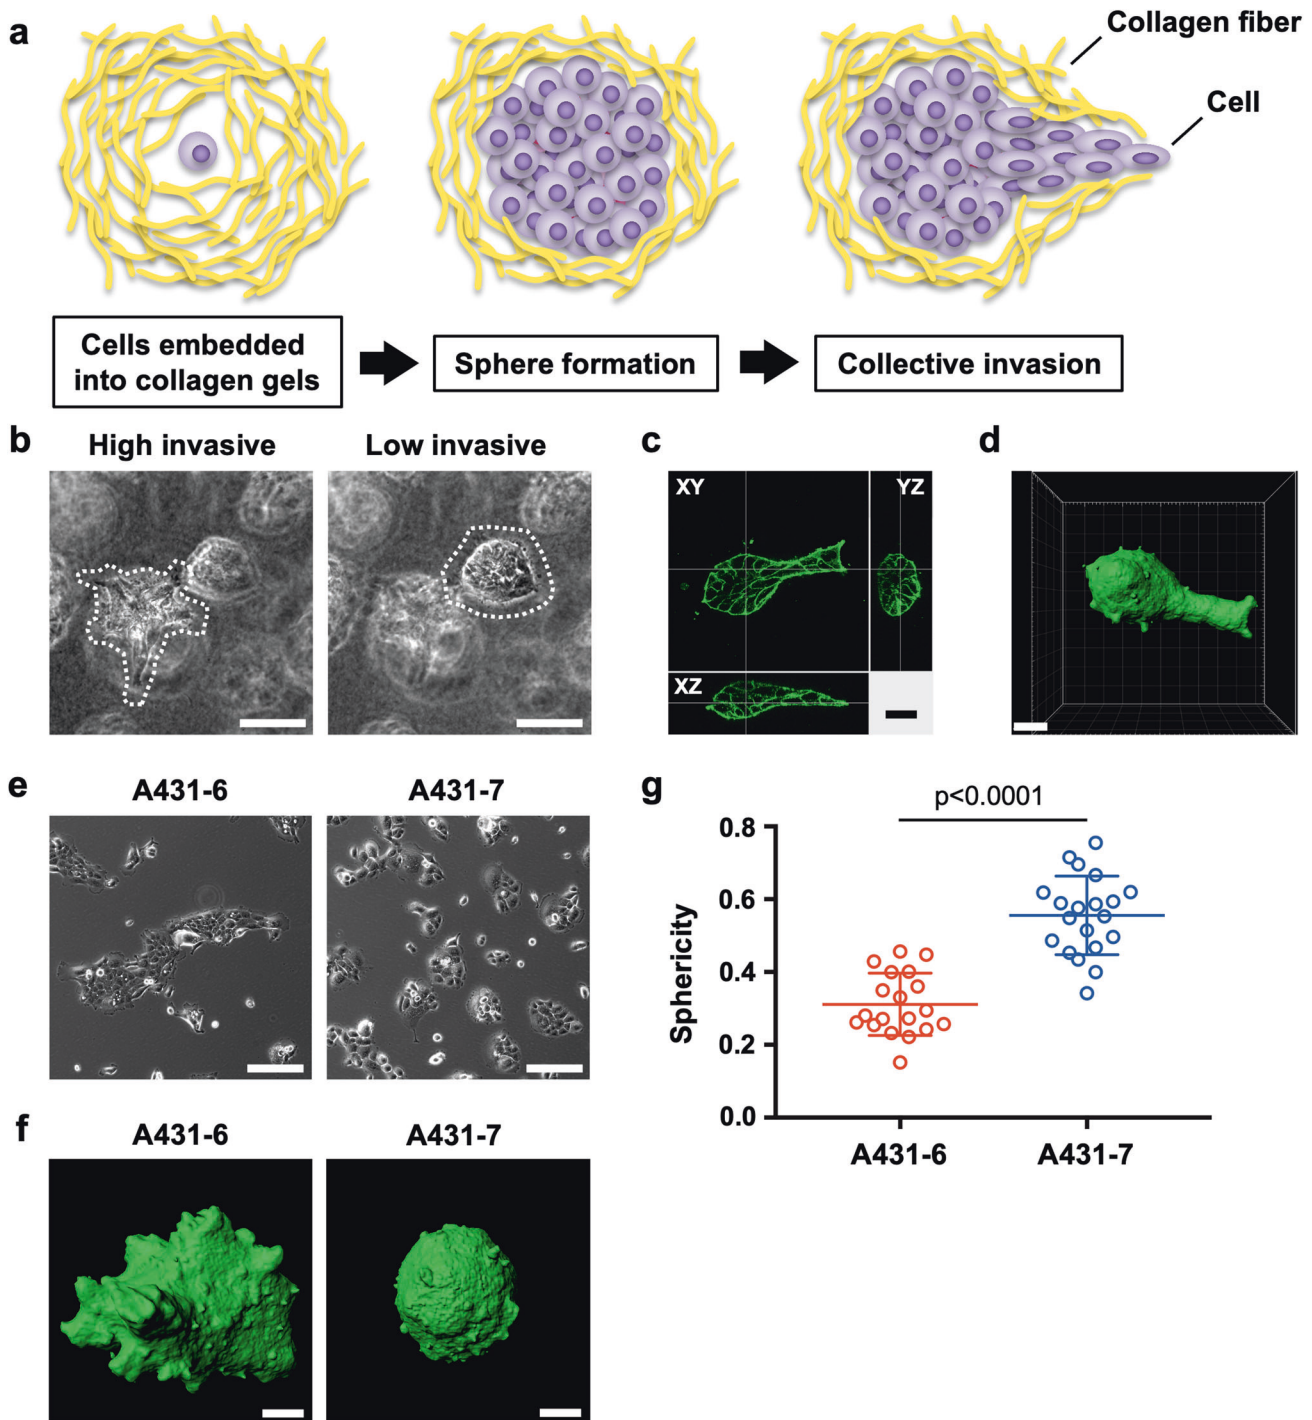 a
Collagen fiber
Cell
Cells embedded
into collagen gels
Sphere formation
Collective invasion
b
High invasive
Low invasive
c
XY
YZ
XZ
d
e
A431-6
A431-7
f
A431-6
A431-7
g
p<0.0001
Sphericity
0.8
0.6
0.4
0.2
0.0
A431-6
A431-7